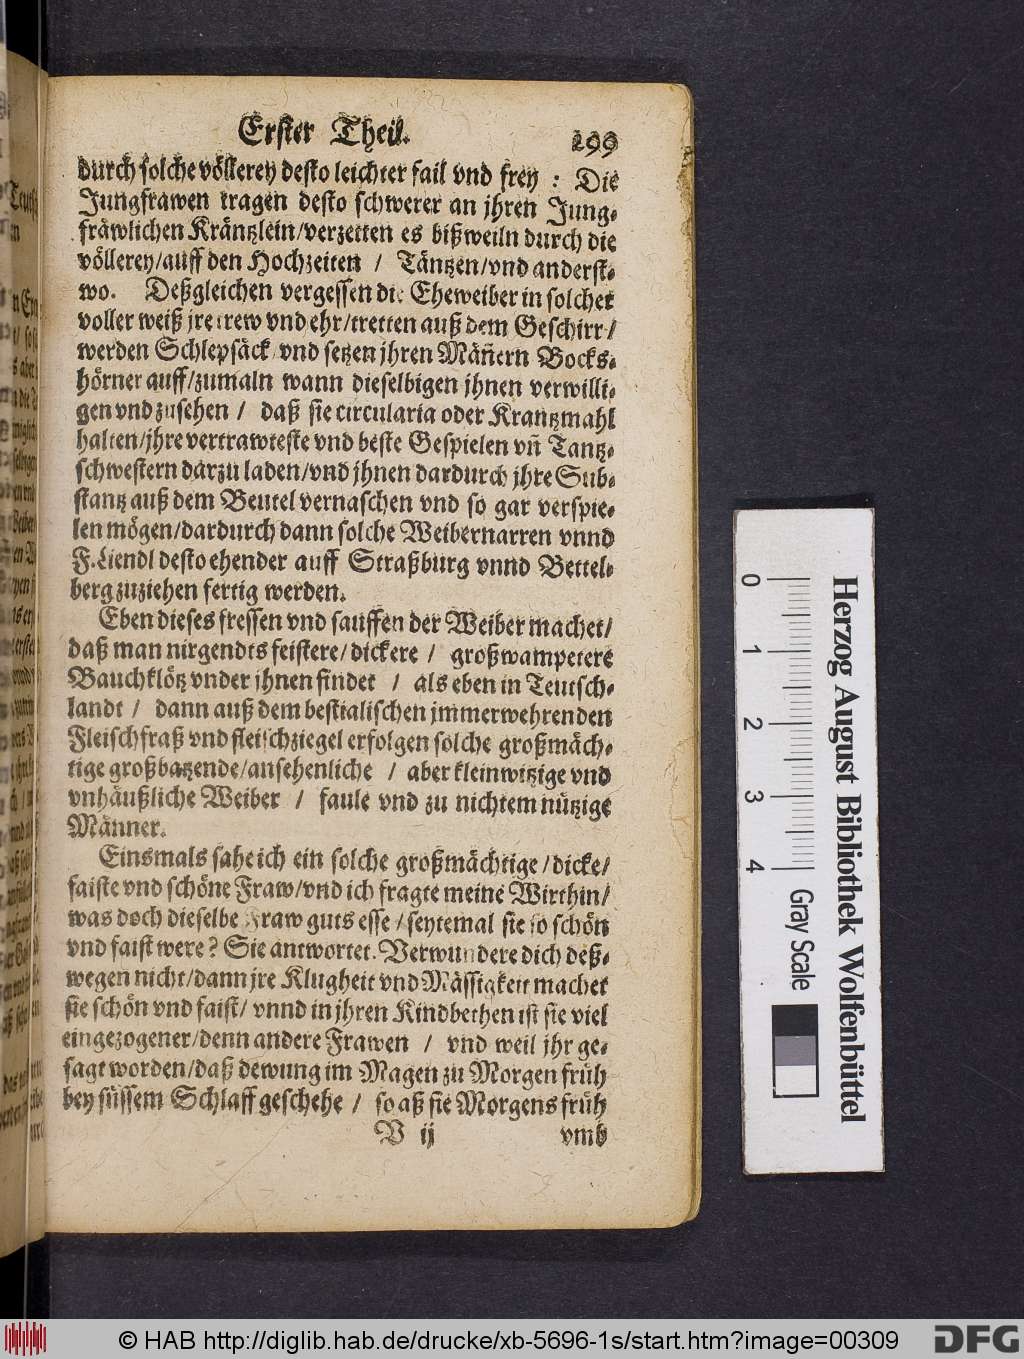 Erster Theil. 299
durch solche völlerey desto leichter fail vnd frey : Die
Jungfrawen tragen desto schwerer an jhren Jung-
fräwlichen Kräntzlein/verzetten es bißweiln durch die
völlerey/auff den Hochzeiten / Täntzen/vnd anderst-
wo. Deßgleichen vergessen die Eheweiber in solcher
voller weiß jre trew vnd ehr/tretten auß dem Geschirr/
werden Schlepsäck vnd setzen jhren Mäñern Bocks-
hörner auff/zumaln wann dieselbigen jhnen verwilli-
gen vnd zusehen / daß sie circularia oder Krantzmahl
halten/jhre vertrawteste vnd beste Gespielen vñ Tantz-
schwestern darzu laden/vnd jhnen dardurch jhre Sub-
stantz auß dem Beutel vernaschen vnd so gar verspie-
len mögen/dardurch dann solche Weibernarren vnnd
F. Liendl desto ehender auff Straßburg vnnd Bettel-
berg zuziehen fertig werden.
Eben dieses fressen vnd sauffen der Weiber machet/
daß man nirgendts feistere/dickere / großwampetere
Bauchklötz vnder jhnen findet / als eben in Teutsch-
landt / dann auß dem bestialischen jmmerwehrenden
Fleischfraß vnd fleischziegel erfolgen solche großmäch-
tige großbatzende/ansehenliche / aber kleinwitzige vnd
vnhäußliche Weiber / faule vnd zu nichtem nützige
Männer.
Einsmals sahe ich ein solche großmächtige/dicke/
faiste vnd schöne Fraw/vnd ich fragte meine Wirthin/
was doch dieselbe Fraw guts esse/seytemal sie so schön
vnd faist were? Sie antwortet. Verwundere dich deß-
wegen nicht/dann jre Klugheit vnd Mässigkeit machet
sie schön vnd faist/ vnnd in jhren Kindbethen ist sie viel
eingezogener/denn andere Frawen / vnd weil jhr ge-
sagt worden/daß dewung im Magen zu Morgen früh
bey süssem Schlaff geschehe / so aß sie Morgens früh
V ij vmb
Herzog August Bibliothek Wolfenbüttel
0 1 2 3 4 Gray Scale
© HAB http://diglib.hab.de/drucke/xb-5696-1s/start.htm?image=00309
DFG